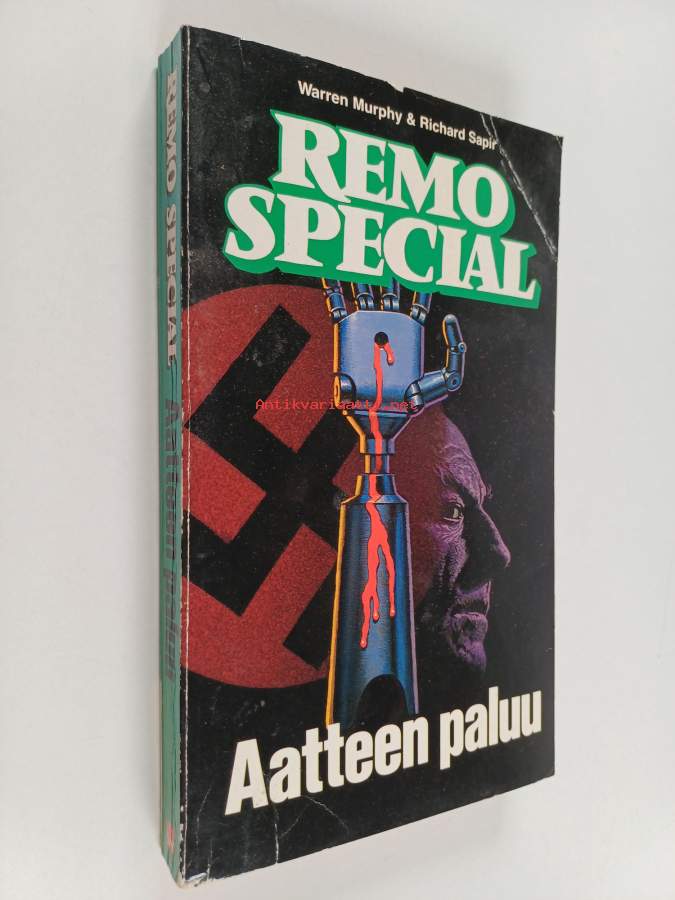 Warren Murphy & Richard Sapir
REMO
SPECIAL
Antikvariaatti.net
Aatteen paluu
REMO SPECIAL Aatteen paluu